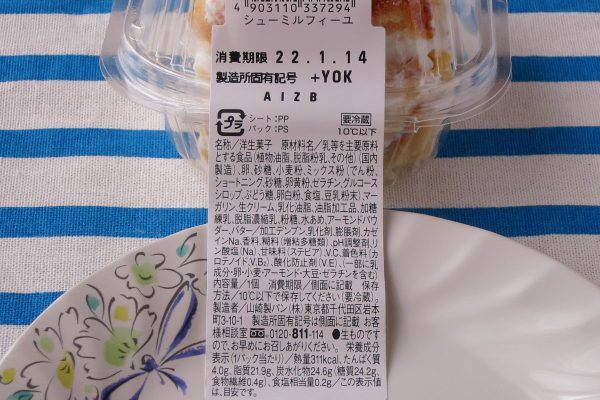 4903110337294
シューミルフィーユ
消費期限 22.1.14
製造所固有記号 +YOK
AIZB
プラ シート:PP 要冷蔵
パック:PS 10℃以下
名称/洋生菓子 原材料名/乳等を主要原料
とする食品(植物油脂、脱脂粉乳、その他)(国内
製造)、卵、砂糖、小麦粉、ミックス粉(でん粉、
ショートニング、砂糖、卵黄粉、ゼラチン、グルコース
シロップ、ぶどう糖、卵白粉、食塩、豆乳粉末)、マー
ガリン、生クリーム、乳化油脂、油脂加工品、加糖
練乳、脱脂濃縮乳、粉糖、水あめ、アーモンドパウ
ダー、バター/加工デンプン、乳化剤、膨脹剤、カゼ
インNa、香料、糊料(増粘多糖類)、pH調整剤、リ
ン酸塩(Na)、甘味料(ステビア)、V.C、着色料(カ
ロテノイド、V.B₂)、酸化防止剤(V.E)、(一部に乳
成分・卵・小麦・アーモンド・大豆・ゼラチンを含む)
内容量/1個 消費期限/側面に記載 保存
方法/10℃以下で保存してください(要冷蔵)。
製造者/山崎製パン(株)東京都千代田区岩本
町3-10-1 製造所固有記号は側面に記載 お客
様相談室 0120-811-114 ●生ものですの
で、お早めにお召しあがりください。 栄養成分
表示(1パック当たり)/熱量311kcal、たんぱく質
4.0g、脂質21.9g、炭水化物24.6g(糖質24.2g、
食物繊維0.4g)、食塩相当量0.2g/この表示値
は、目安です。